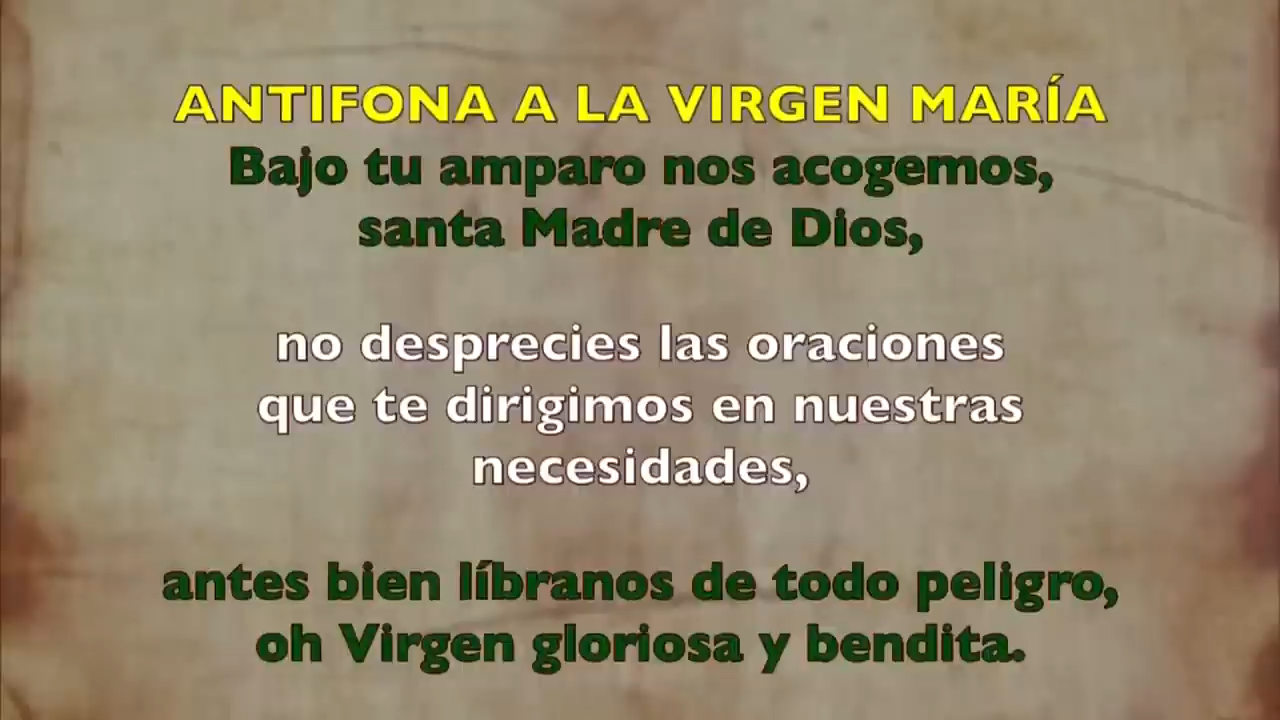 ANTIFONA A LA VIRGEN MARÍA
Bajo tu amparo nos acogemos,
santa Madre de Dios,
no desprecies las oraciones
que te dirigimos en nuestras
necesidades,
antes bien líbranos de todo peligro,
oh Virgen gloriosa y bendita.